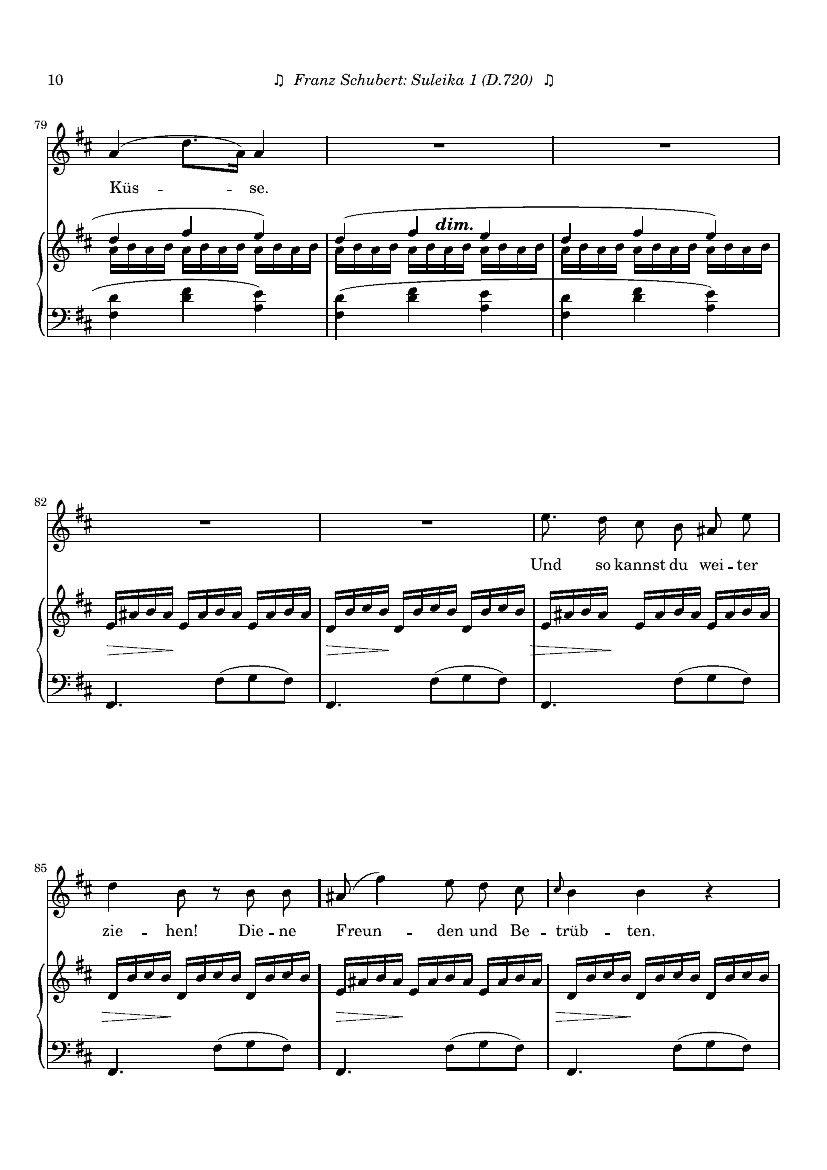 10 ♫ Franz Schubert: Suleika 1 (D.720) ♫
79
Küs - - se.
dim.
82
Und so kannst du wei - ter
85
zie - hen! Die - ne Freun - den und Be - trüb - ten.